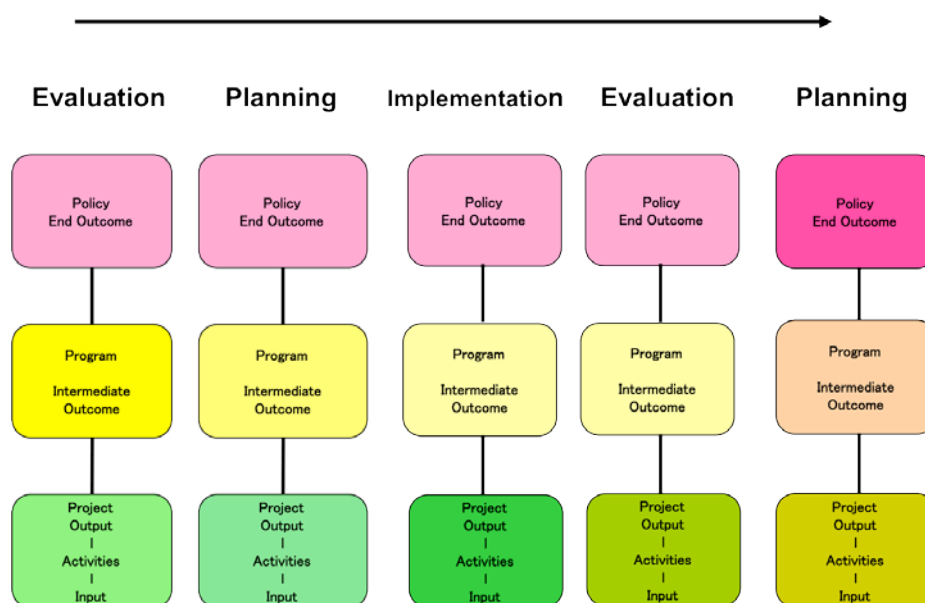 Evaluation Planning Implementation Evaluation Planning
Policy
End Outcome
Policy
End Outcome
Policy
End Outcome
Policy
End Outcome
Policy
End Outcome
Program
Intermediate
Outcome
Program
Intermediate
Outcome
Program
Intermediate
Outcome
Program
Intermediate
Outcome
Program
Intermediate
Outcome
Project
Output
Activities
Input
Project
Output
Activities
Input
Project
Output
Activities
Input
Project
Output
Activities
Input
Project
Output
Activities
Input